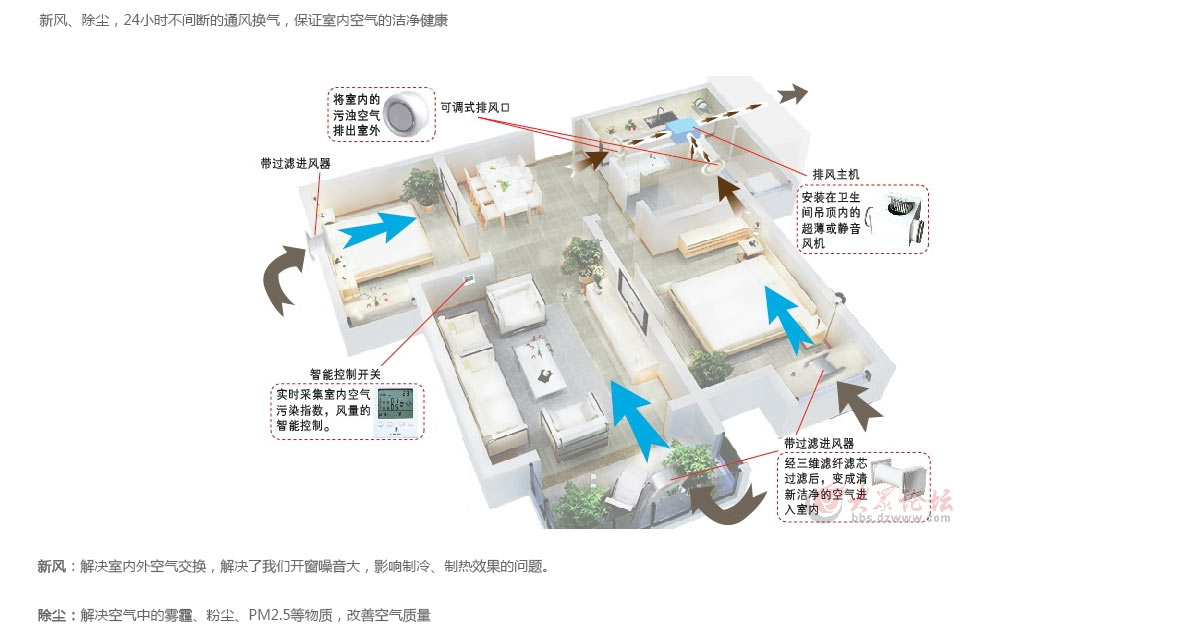 新风、除尘，24小时不间断的通风换气，保证室内空气的洁净健康
将室内的
污浊空气
排出室外
可调式排风口
带过滤进风器
排风主机
安装在卫生
间吊顶内的
超薄或静音
风机
智能控制开关
实时采集室内空气
污染指数，风量的
智能控制。
带过滤进风器
经三维滤纤滤芯
过滤后，变成清
新洁净的空气进
入室内
大众论坛
bbs.dzwww.com
新风：解决室内外空气交换，解决了我们开窗噪音大，影响制冷、制热效果的问题。
除尘：解决空气中的雾霾、粉尘、PM2.5等物质，改善空气质量